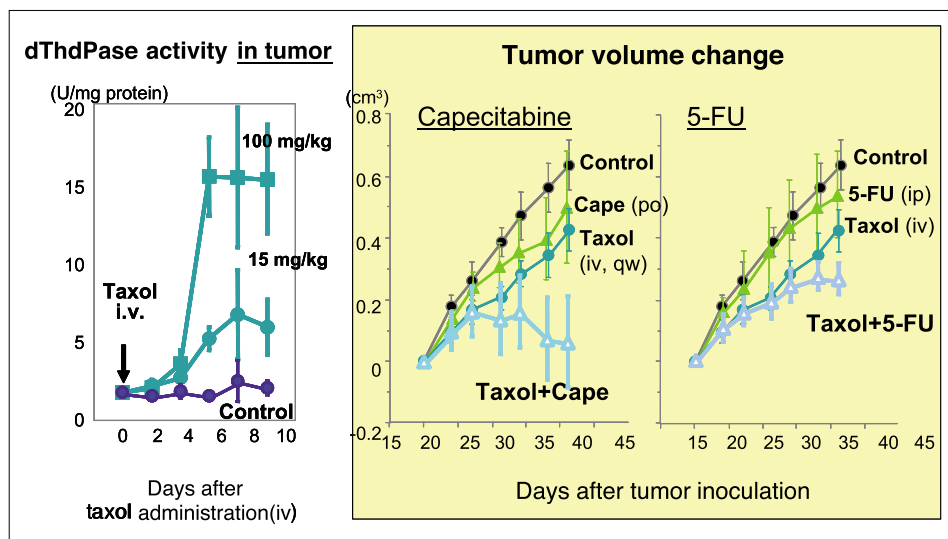 dThdPase activity in tumor
(U/mg protein)
20
15
10
5
0
100 mg/kg
15 mg/kg
Taxol
i.v.
Control
0 2 4 6 8 10
Days after
taxol administration(iv)
Tumor volume change
(cm³)
Capecitabine
0.8
0.6
0.4
0.2
0
-0.2
Control
Cape (po)
Taxol
(iv, qw)
Taxol+Cape
15 20 25 30 35 40 45
5-FU
Control
5-FU (ip)
Taxol (iv)
Taxol+5-FU
15 22 25 31 35 40 45
Days after tumor inoculation